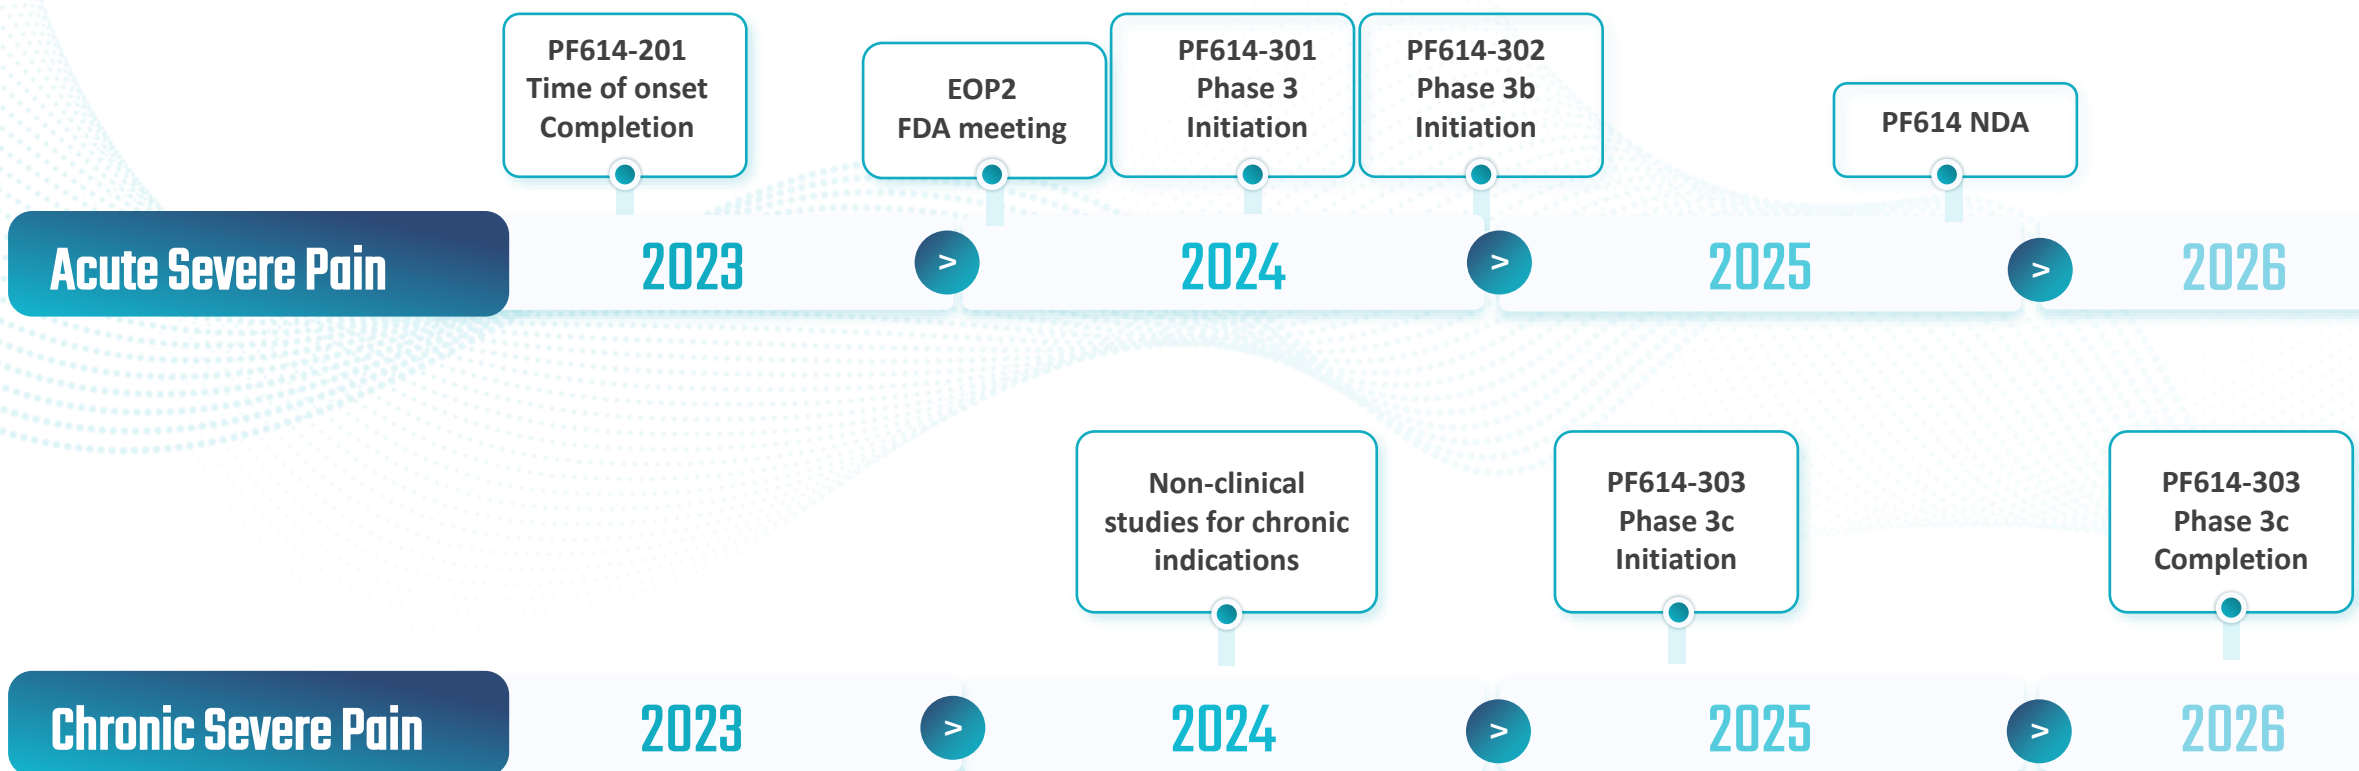 PF614-201
Time of onset
Completion
EOP2
FDA meeting
PF614-301
Phase 3
Initiation
PF614-302
Phase 3b
Initiation
PF614 NDA
Acute Severe Pain
2023
>
2024
>
2025
>
2026
Non-clinical
studies for chronic
indications
PF614-303
Phase 3c
Initiation
PF614-303
Phase 3c
Completion
Chronic Severe Pain
2023
>
2024
>
2025
>
2026